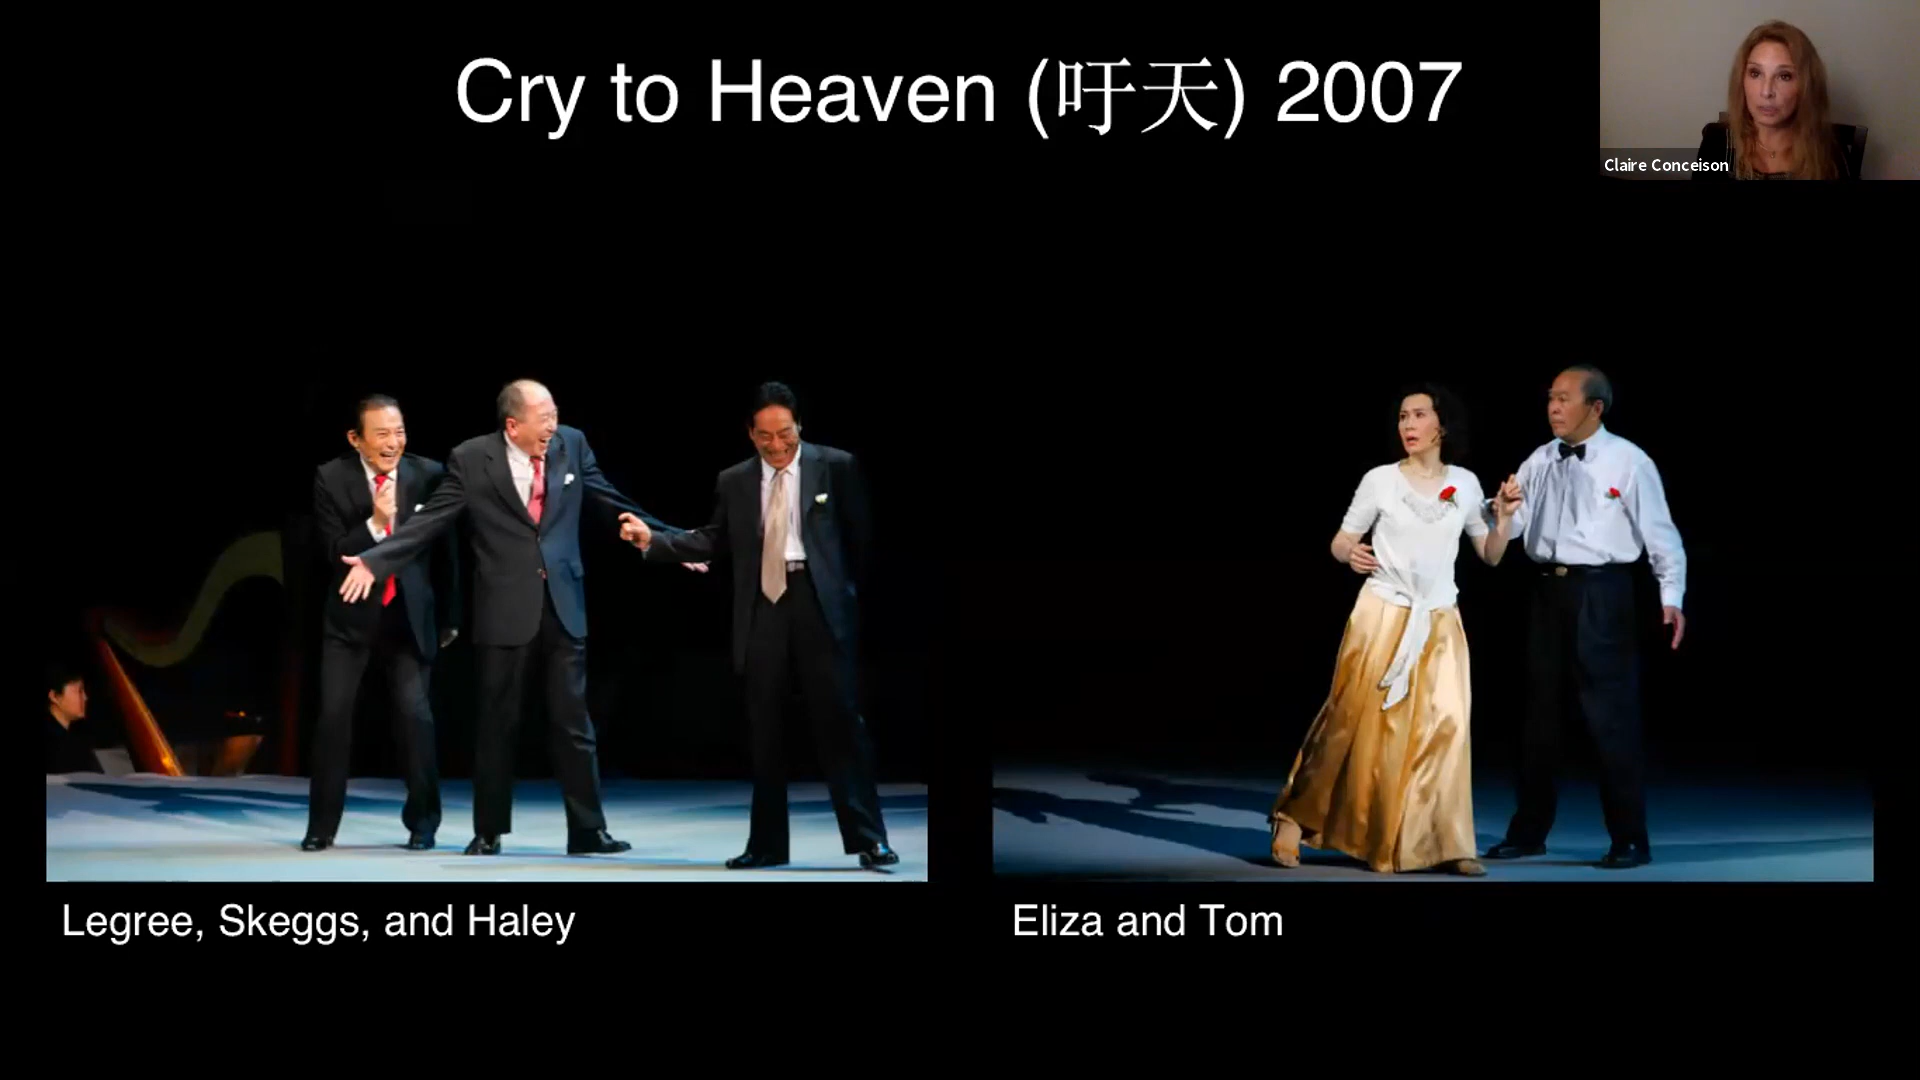 Cry to Heaven (吁天) 2007
Claire Conceison
Legree, Skeggs, and Haley
Eliza and Tom